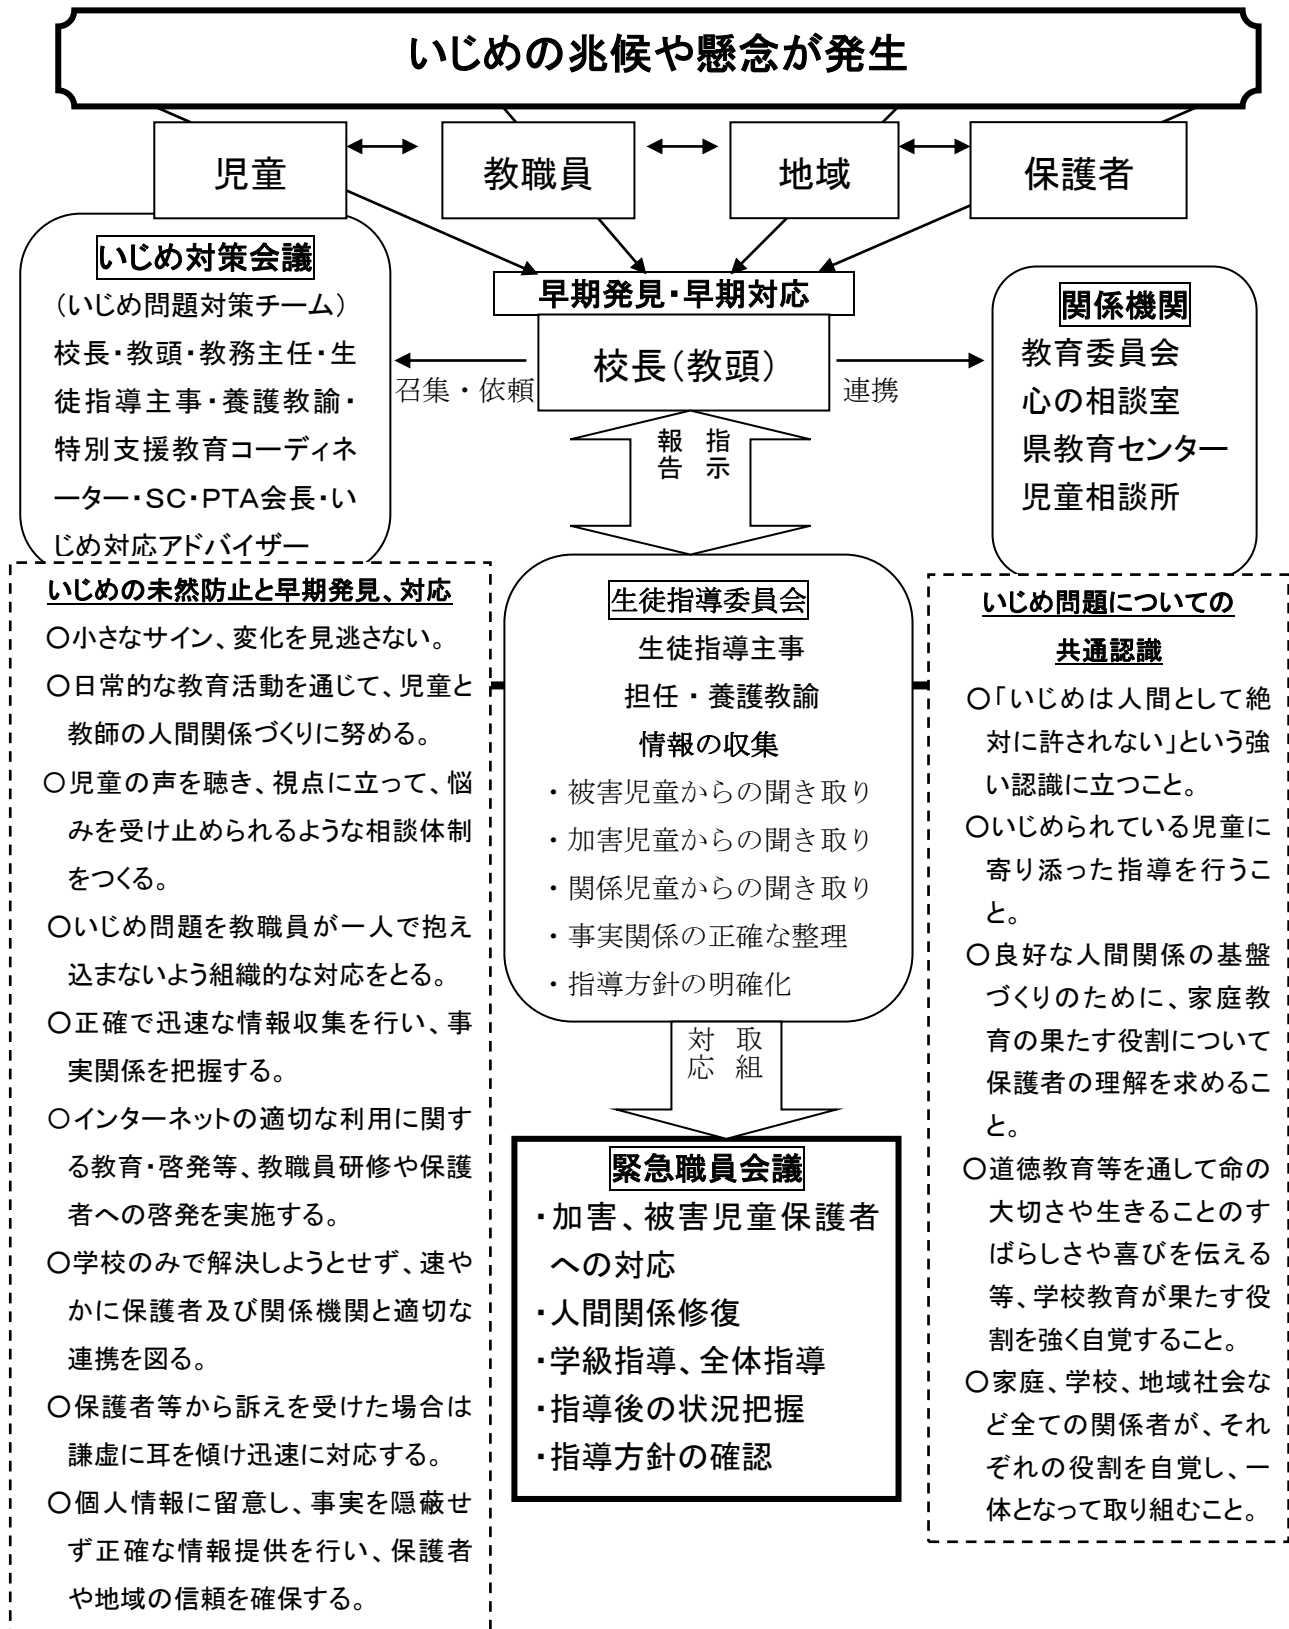 いじめの兆候や懸念が発生
児童
教職員
地域
保護者
いじめ対策会議
（いじめ問題対策チーム）
校長・教頭・教務主任・生
徒指導主事・養護教諭・
特別支援教育コーディネ
ーター・SC・PTA会長・い
じめ対応アドバイザー
早期発見・早期対応
校長（教頭）
召集・依頼
連携
関係機関
教育委員会
心の相談室
県教育センター
児童相談所
報告
指示
いじめの未然防止と早期発見、対応
○小さなサイン、変化を見逃さない。
○日常的な教育活動を通じて、児童と
教師の人間関係づくりに努める。
○児童の声を聴き、視点に立って、悩
みを受け止められるような相談体制
をつくる。
○いじめ問題を教職員が一人で抱え
込まないよう組織的な対応をとる。
○正確で迅速な情報収集を行い、事
実関係を把握する。
○インターネットの適切な利用に関す
る教育・啓発等、教職員研修や保護
者への啓発を実施する。
○学校のみで解決しようとせず、速や
かに保護者及び関係機関と適切な
連携を図る。
○保護者等から訴えを受けた場合は
謙虚に耳を傾け迅速に対応する。
○個人情報に留意し、事実を隠蔽せ
ず正確な情報提供を行い、保護者
や地域の信頼を確保する。
生徒指導委員会
生徒指導主事
担任・養護教諭
情報の収集
・被害児童からの聞き取り
・加害児童からの聞き取り
・関係児童からの聞き取り
・事実関係の正確な整理
・指導方針の明確化
対応
取組
緊急職員会議
・加害、被害児童保護者
への対応
・人間関係修復
・学級指導、全体指導
・指導後の状況把握
・指導方針の確認
いじめ問題についての
共通認識
○「いじめは人間として絶
対に許されない」という強
い認識に立つこと。
○いじめられている児童に
寄り添った指導を行うこ
と。
○良好な人間関係の基盤
づくりのために、家庭教
育の果たす役割について
保護者の理解を求めるこ
と。
○道徳教育等を通して命の
大切さや生きることのす
ばらしさや喜びを伝える
等、学校教育が果たす役
割を強く自覚すること。
○家庭、学校、地域社会な
ど全ての関係者が、それ
ぞれの役割を自覚し、一
体となって取り組むこと。